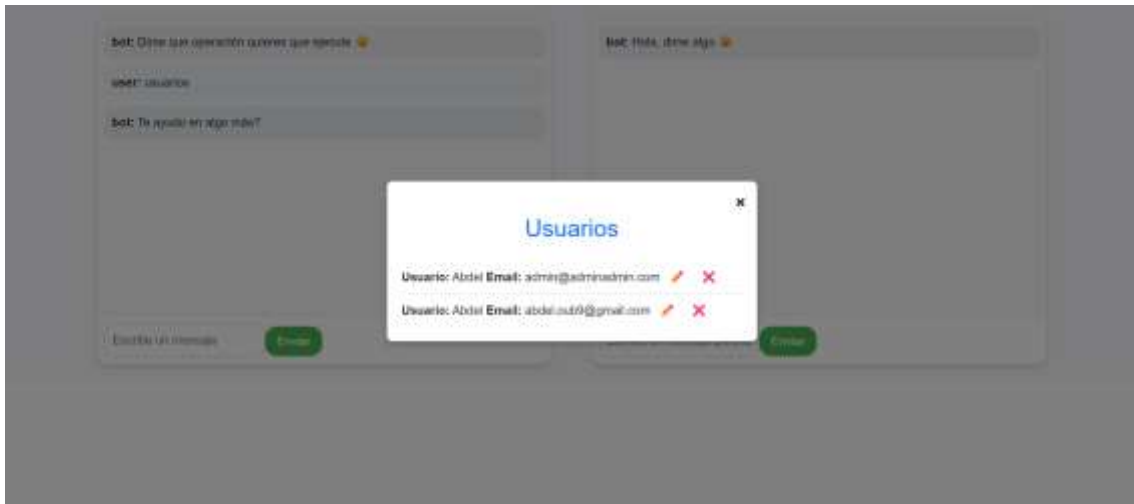 bot: Dime que operación quieres que ejecute 😀
user: usuarios
bot: Te ayudo en algo más?
Escribe un mensaje
Enviar
bot: Hola, dime algo 😀
Enviar
×
Usuarios
Usuario: Abdel Email: admin@adminadmin.com
Usuario: Abdel Email: abdel.oub9@gmail.com